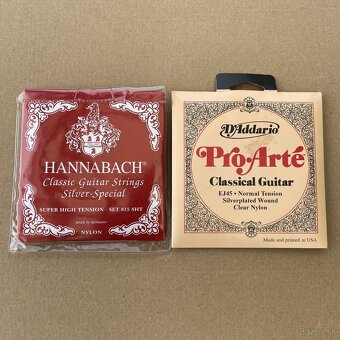 HANNABACH
Classic Guitar Strings
Silver-Special
SUPER HIGH TENSION SET 815 SHT
MADE IN GERMANY
NYLON
D'Addario
Pro•Arté
Classical Guitar
EJ45 • Normal Tension
Silverplated Wound
Clear Nylon
Made and printed in USA